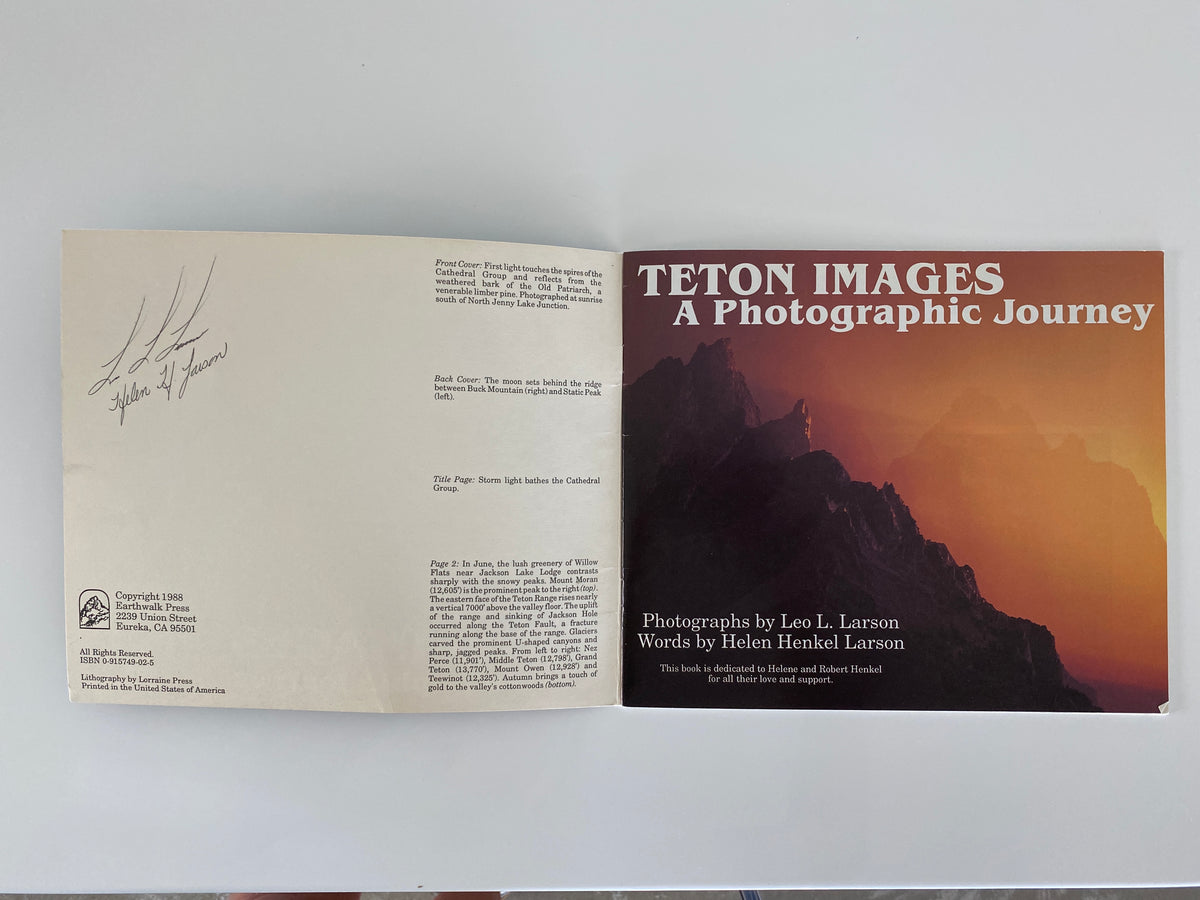 L L Larson
Helen H Larson
Front Cover: First light touches the spires of the
Cathedral Group and reflects from the
weathered bark of the Old Patriarch, a
venerable limber pine. Photographed at sunrise
south of North Jenny Lake Junction.
Back Cover: The moon sets behind the ridge
between Buck Mountain (right) and Static Peak
(left).
Title Page: Storm light bathes the Cathedral
Group.
Page 2: In June, the lush greenery of Willow
Flats near Jackson Lake Lodge contrasts
sharply with the snowy peaks. Mount Moran
(12,605') is the prominent peak to the right (top).
The eastern face of the Teton Range rises nearly
a vertical 7000' above the valley floor. The uplift
of the range and sinking of Jackson Hole
occurred along the Teton Fault, a fracture
running along the base of the range. Glaciers
carved the prominent U-shaped canyons and
sharp, jagged peaks. From left to right: Nez
Perce (11,901'), Middle Teton (12,798'), Grand
Teton (13,770'), Mount Owen (12,928') and
Teewinot (12,325'). Autumn brings a touch of
gold to the valley's cottonwoods (bottom).
Copyright 1988
Earthwalk Press
2239 Union Street
Eureka, CA 95501
All Rights Reserved.
ISBN 0-915749-02-5
Lithography by Lorraine Press
Printed in the United States of America
TETON IMAGES
A Photographic Journey
Photographs by Leo L. Larson
Words by Helen Henkel Larson
This book is dedicated to Helene and Robert Henkel
for all their love and support.